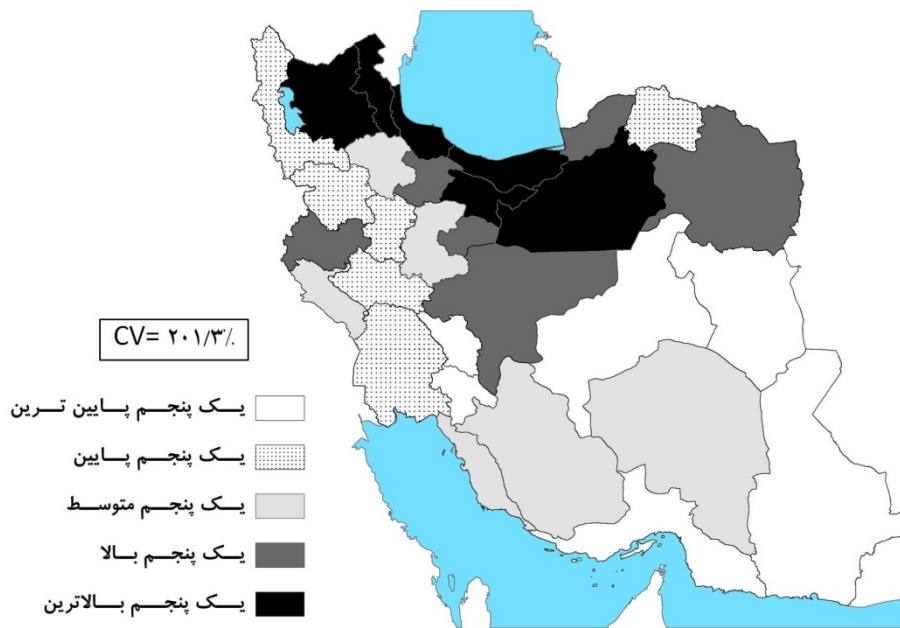 CV= ۲۰۱/۳٪
یک پنجم پایین ترین
یک پنجم پایین
یک پنجم متوسط
یک پنجم بالا
یک پنجم بالاترین